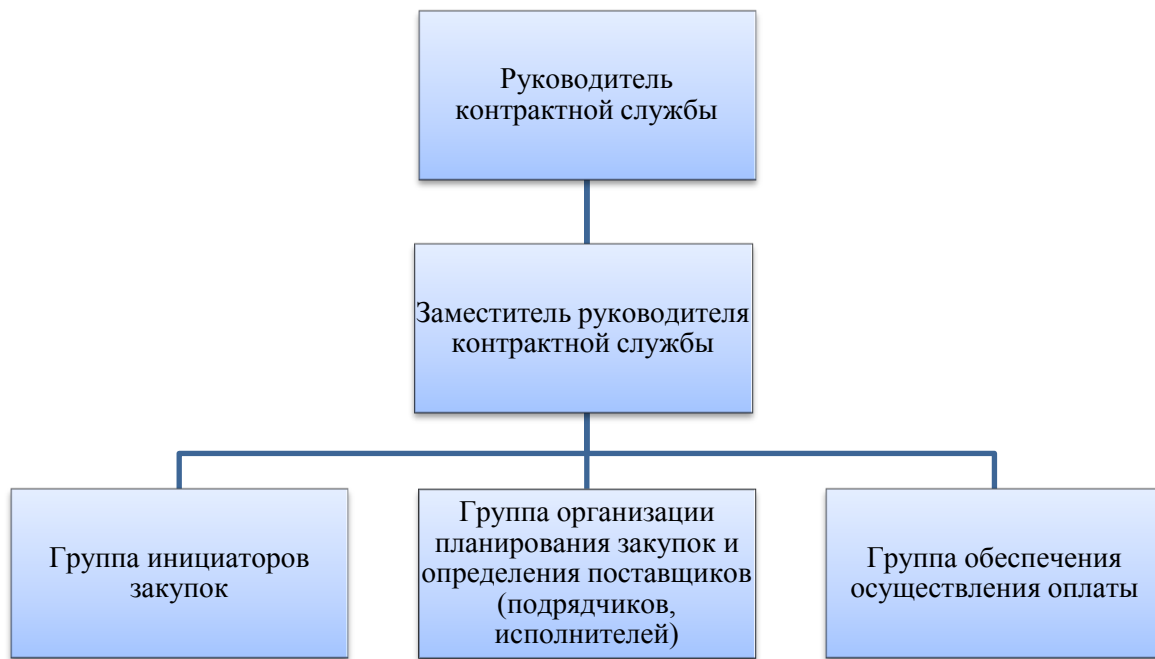 Руководитель
контрактной службы
Заместитель руководителя
контрактной службы
Группа инициаторов
закупок
Группа организации
планирования закупок и
определения поставщиков
(подрядчиков,
исполнителей)
Группа обеспечения
осуществления оплаты